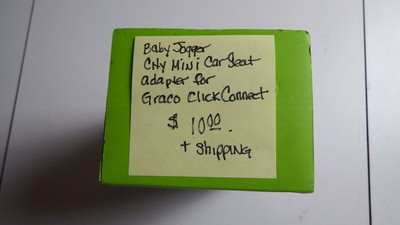 Baby Jogger
City Mini Car Seat
adapter for
Graco Click Connect
$ 10.00.
+ Shipping